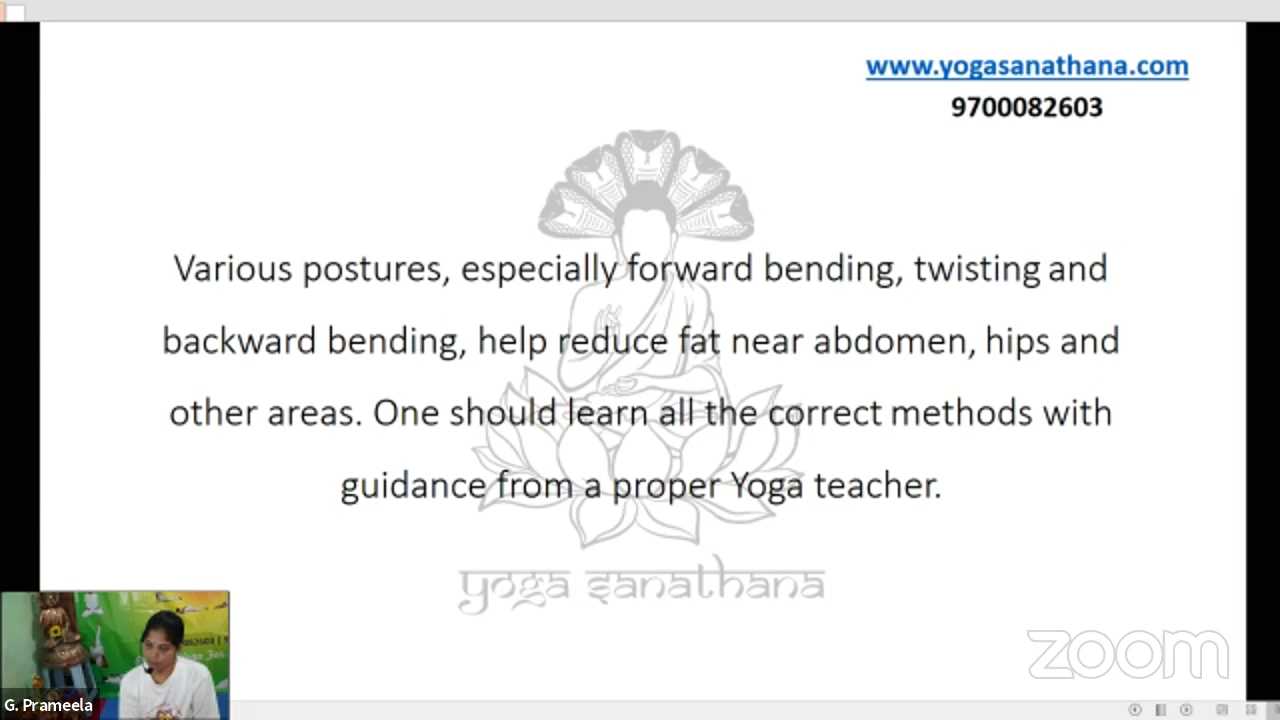 www.yogasanathana.com
9700082603
Various postures, especially forward bending, twisting and
backward bending, help reduce fat near abdomen, hips and
other areas. One should learn all the correct methods with
guidance from a proper Yoga teacher.
yoga sanathana
zoom
G. Prameela